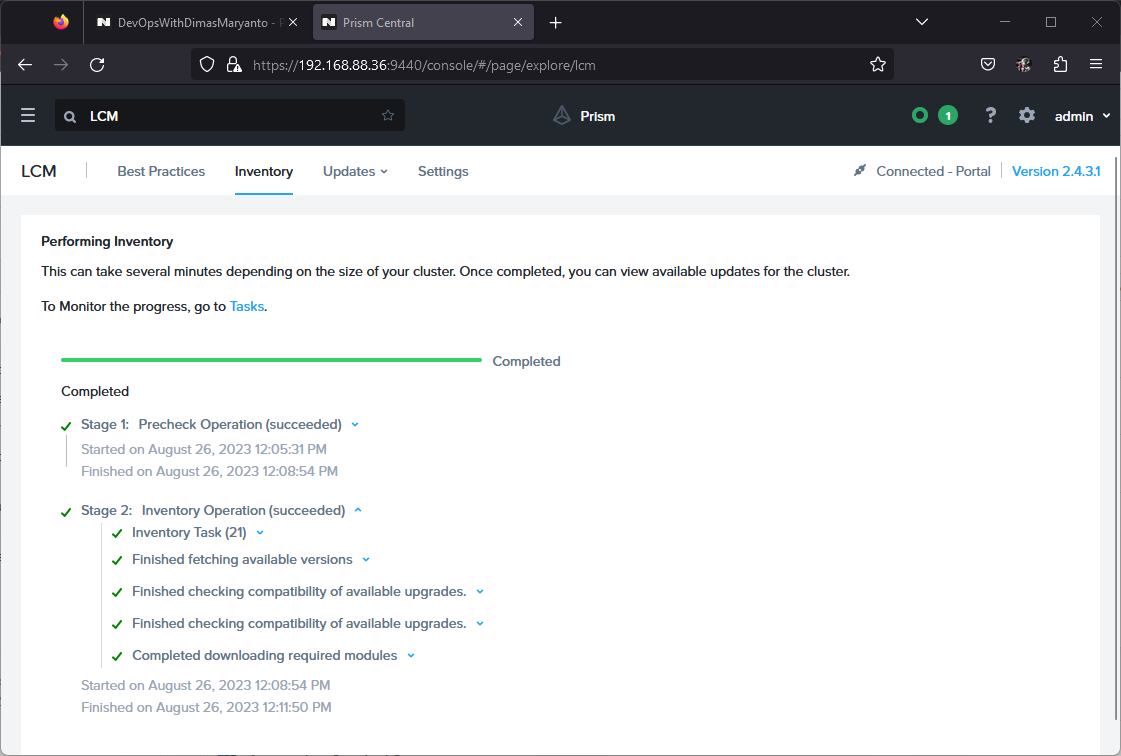 DevOpsWithDimasMaryanto - P
Prism Central
https://192.168.88.36:9440/console/#/page/explore/lcm
LCM
Prism
1
?
admin
LCM
Best Practices
Inventory
Updates
Settings
Connected - Portal
Version 2.4.3.1
Performing Inventory
This can take several minutes depending on the size of your cluster. Once completed, you can view available updates for the cluster.
To Monitor the progress, go to Tasks.
Completed
Completed
Stage 1: Precheck Operation (succeeded)
Started on August 26, 2023 12:05:31 PM
Finished on August 26, 2023 12:08:54 PM
Stage 2: Inventory Operation (succeeded)
Inventory Task (21)
Finished fetching available versions
Finished checking compatibility of available upgrades.
Finished checking compatibility of available upgrades.
Completed downloading required modules
Started on August 26, 2023 12:08:54 PM
Finished on August 26, 2023 12:11:50 PM